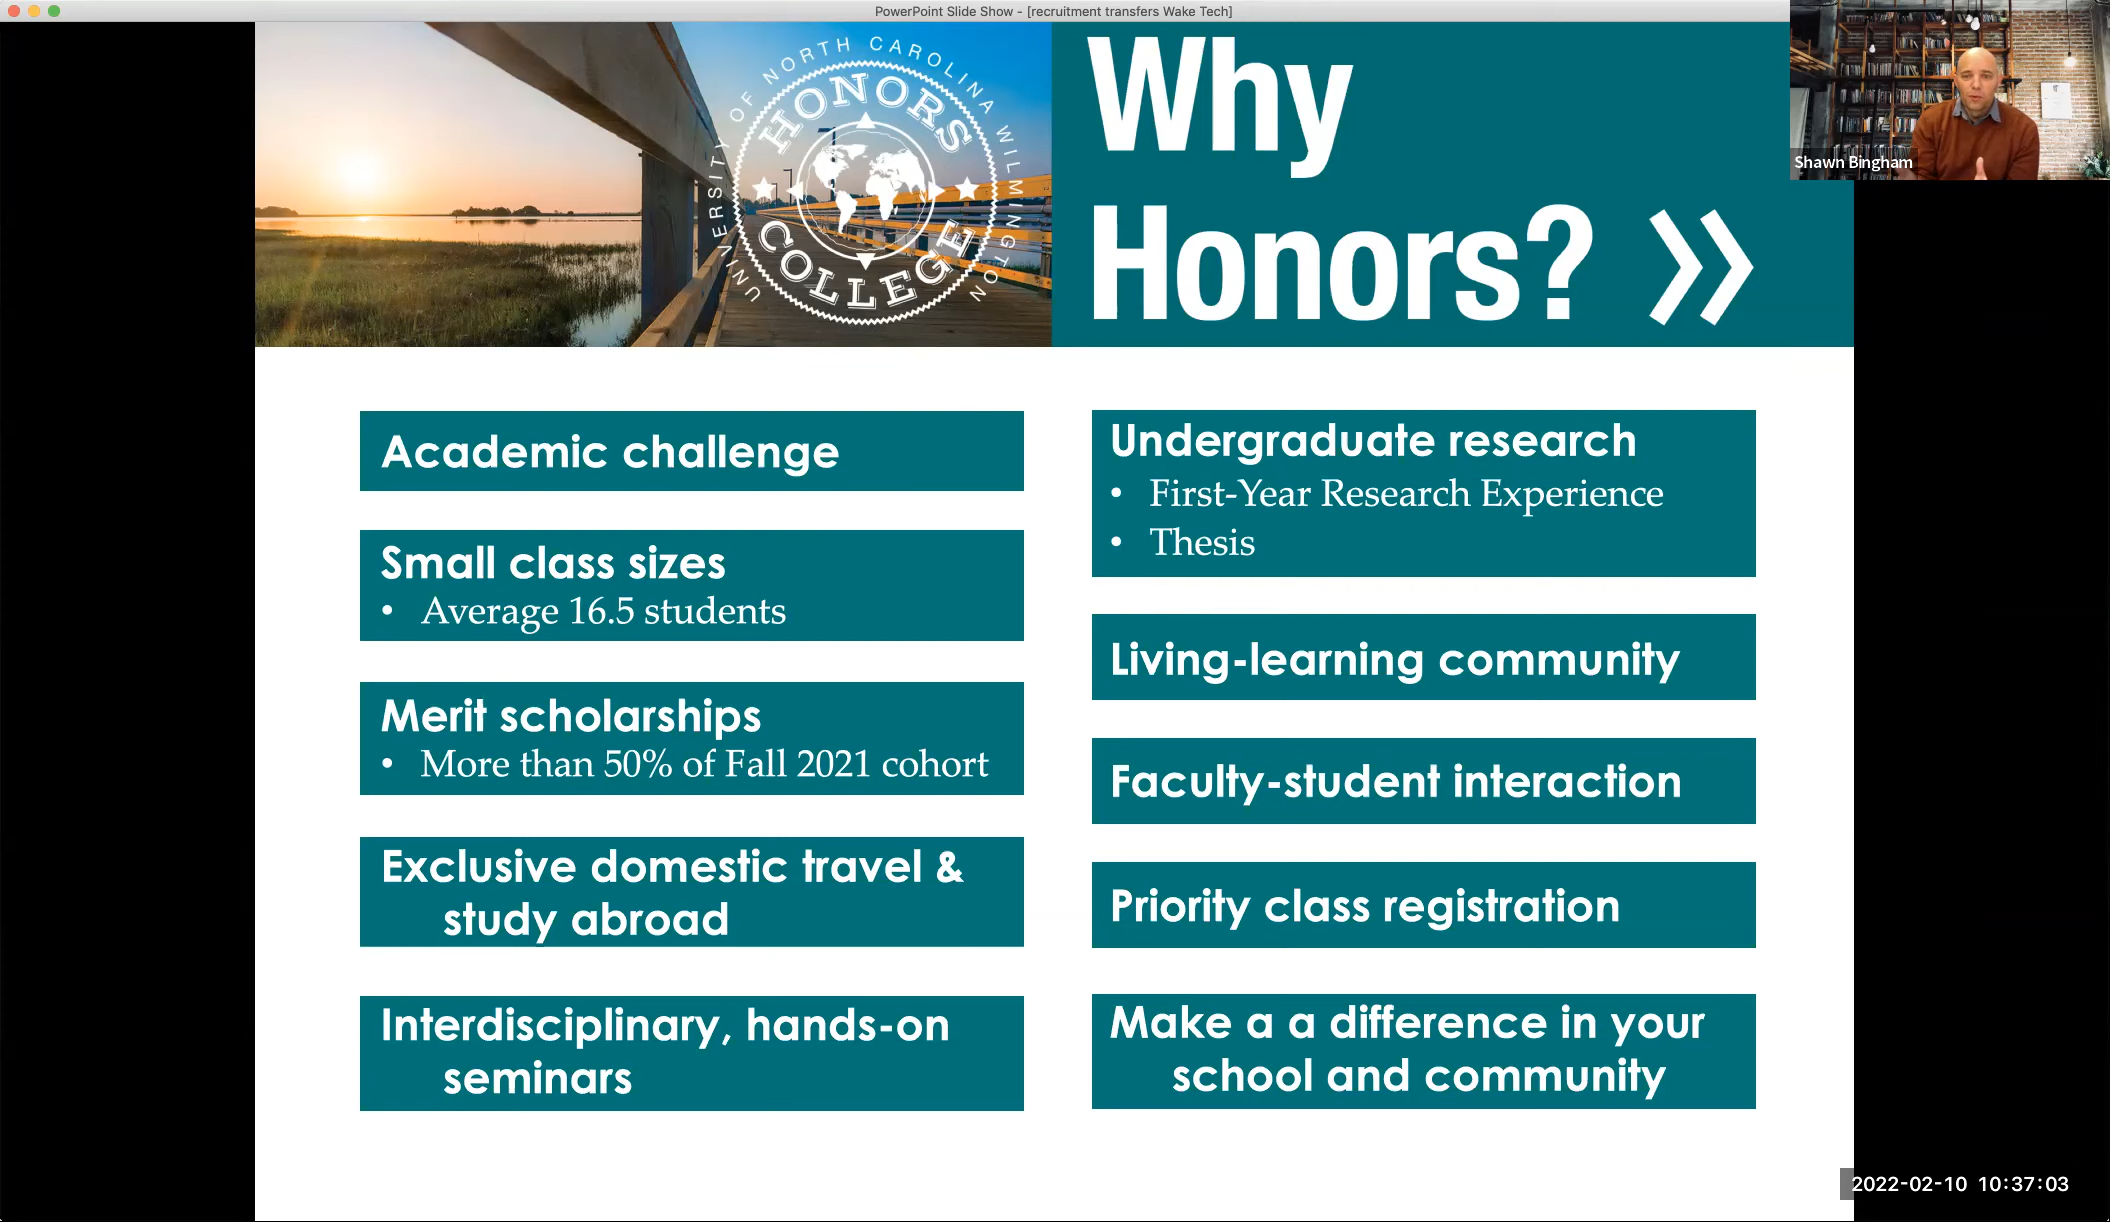 PowerPoint Slide Show - [recruitment transfers Wake Tech]
UNIVERSITY OF NORTH CAROLINA WILMINGTON
HONORS
COLLEGE
Why
Honors?
Shawn Bingham
Academic challenge
Small class sizes
• Average 16.5 students
Merit scholarships
• More than 50% of Fall 2021 cohort
Exclusive domestic travel &
study abroad
Interdisciplinary, hands-on
seminars
Undergraduate research
• First-Year Research Experience
• Thesis
Living-learning community
Faculty-student interaction
Priority class registration
Make a a difference in your
school and community
2022-02-10 10:37:03